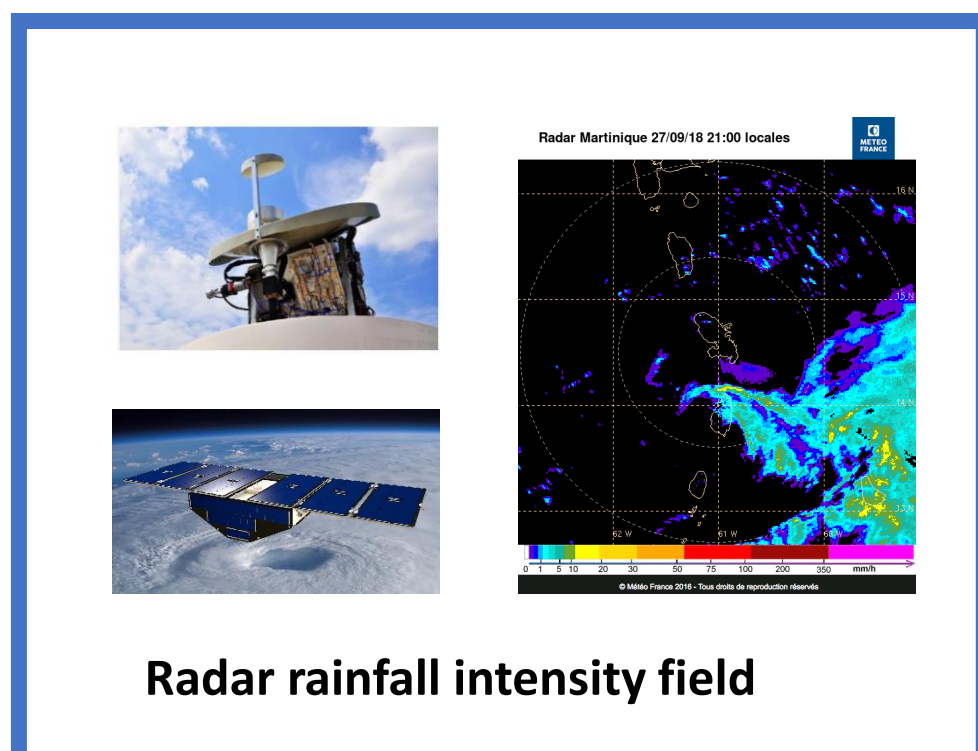 Radar Martinique 27/09/18 21:00 locales
METEO
FRANCE
16 N
15 N
14 N
13 N
62 W 61 W 60 W
0 1 5 10 20 30 50 75 100 200 350 mm/h
© Météo France 2016 - Tous droits de reproduction réservés
Radar rainfall intensity field